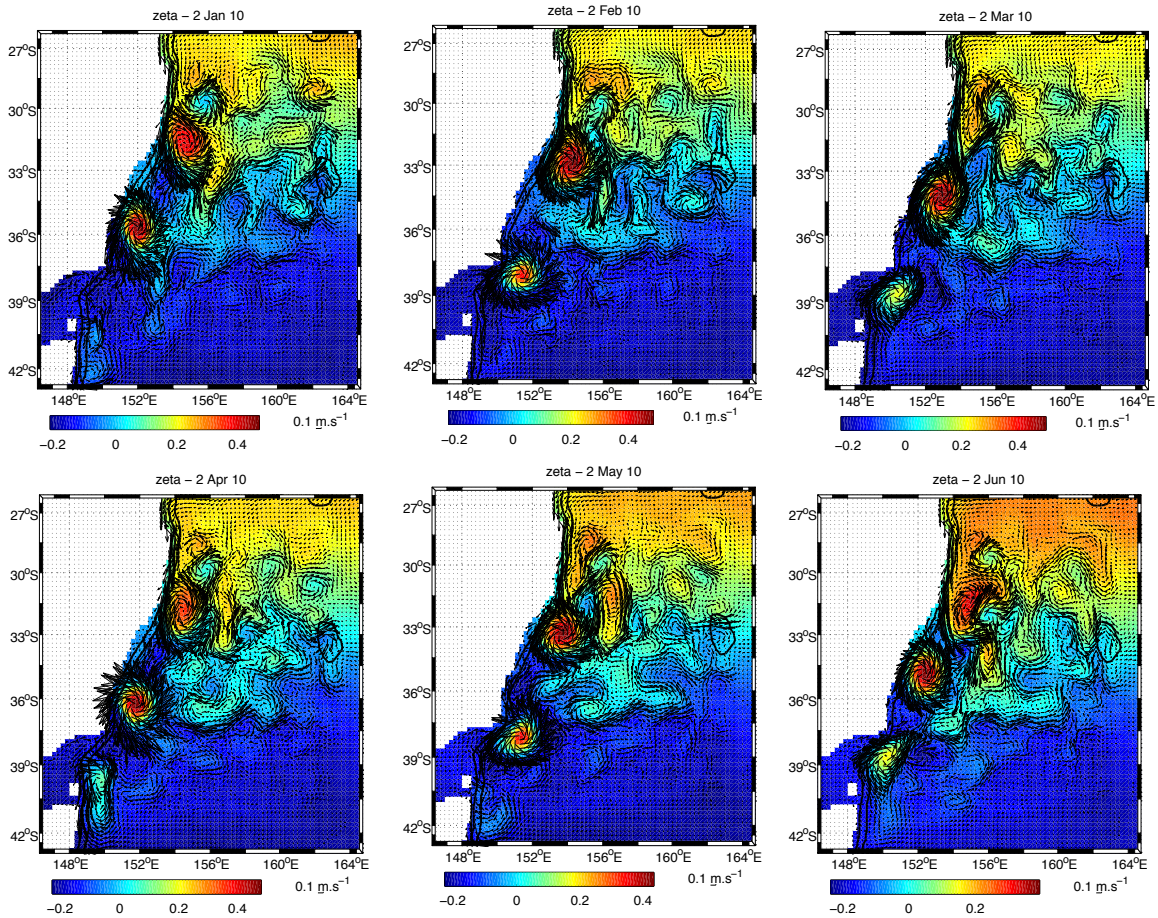 zeta − 2 Jan 10
27°S
30°S
33°S
36°S
39°S
42°S
148°E 152°E 156°E 160°E 164°E
−0.2 0 0.2 0.4
0.1 m.s⁻¹
zeta − 2 Feb 10
27°S
30°S
33°S
36°S
39°S
42°S
148°E 152°E 156°E 160°E 164°E
−0.2 0 0.2 0.4
0.1 m.s⁻¹
zeta − 2 Mar 10
27°S
30°S
33°S
36°S
39°S
42°S
148°E 152°E 156°E 160°E 164°E
−0.2 0 0.2 0.4
0.1 m.s⁻¹
zeta − 2 Apr 10
27°S
30°S
33°S
36°S
39°S
42°S
148°E 152°E 156°E 160°E 164°E
−0.2 0 0.2 0.4
0.1 m.s⁻¹
zeta − 2 May 10
27°S
30°S
33°S
36°S
39°S
42°S
148°E 152°E 156°E 160°E 164°E
−0.2 0 0.2 0.4
0.1 m.s⁻¹
zeta − 2 Jun 10
27°S
30°S
33°S
36°S
39°S
42°S
148°E 152°E 156°E 160°E 164°E
−0.2 0 0.2 0.4
0.1 m.s⁻¹